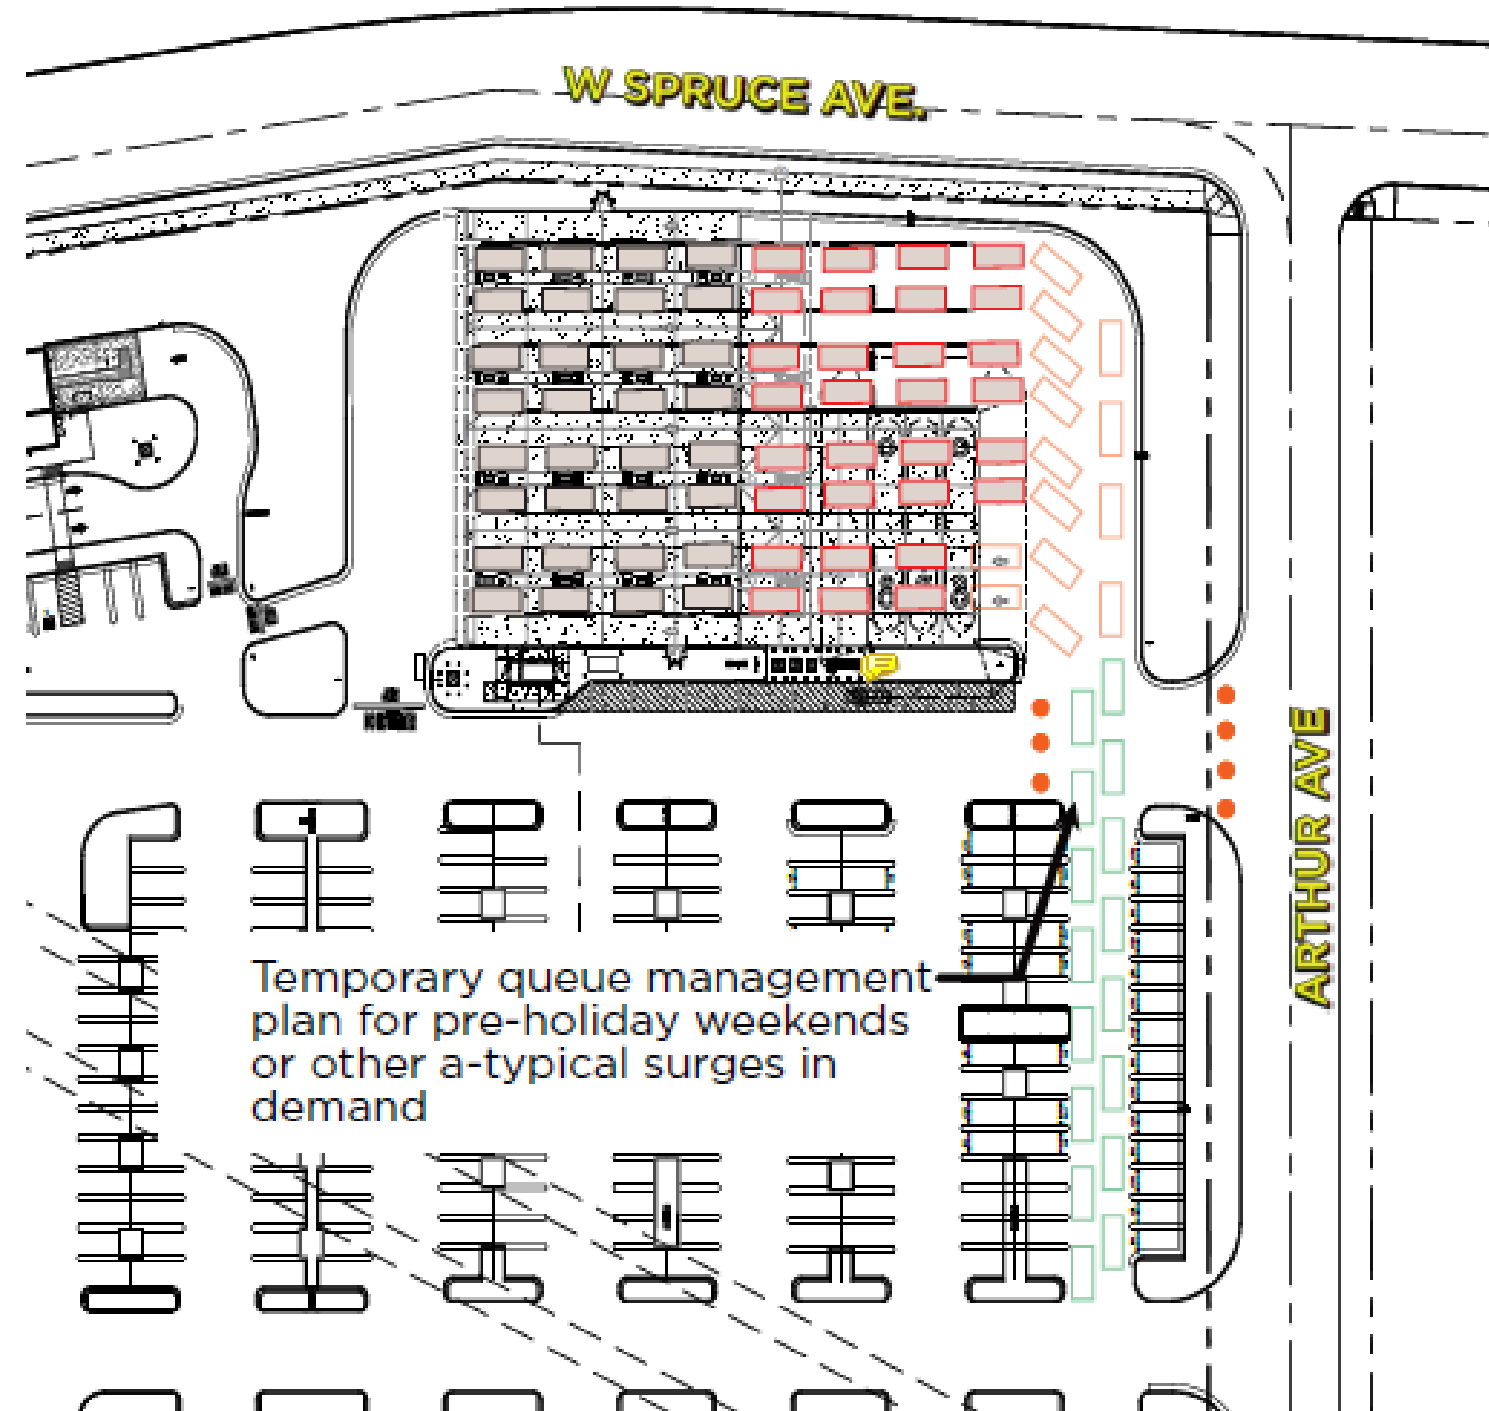 W SPRUCE AVE.
ARTHUR AVE
Temporary queue management
plan for pre-holiday weekends
or other a-typical surges in
demand